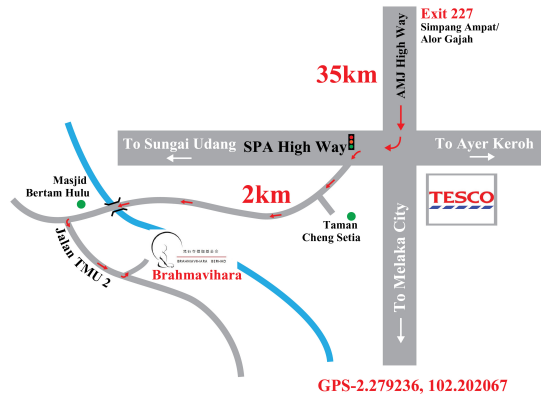 Exit 227
Simpang Ampat/
Alor Gajah
AMJ High Way
35km
To Sungai Udang
SPA High Way
To Ayer Keroh
Masjid
Bertam Hulu
2km
TESCO
Taman
Cheng Setia
Jalan TMU 2
Brahmavihara
To Melaka City
GPS-2.279236, 102.202067